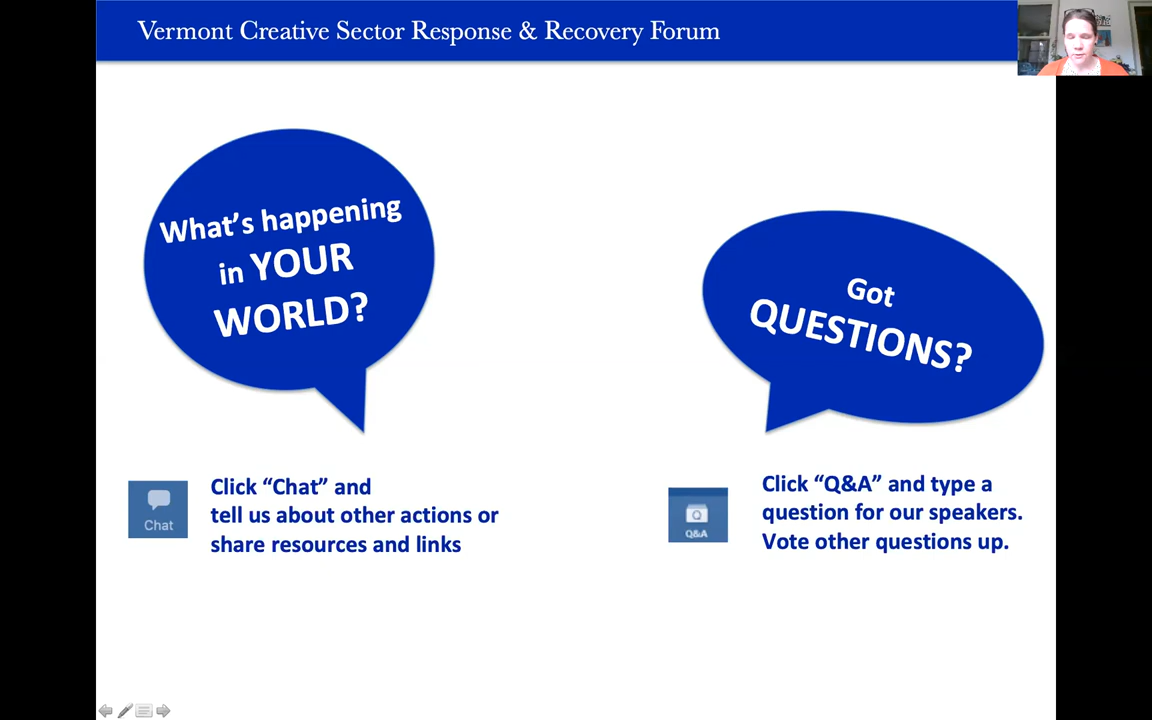 Vermont Creative Sector Response & Recovery Forum
What’s happening
in YOUR
WORLD?
Got
QUESTIONS?
Chat
Click “Chat” and
tell us about other actions or
share resources and links
Q&A
Click “Q&A” and type a
question for our speakers.
Vote other questions up.